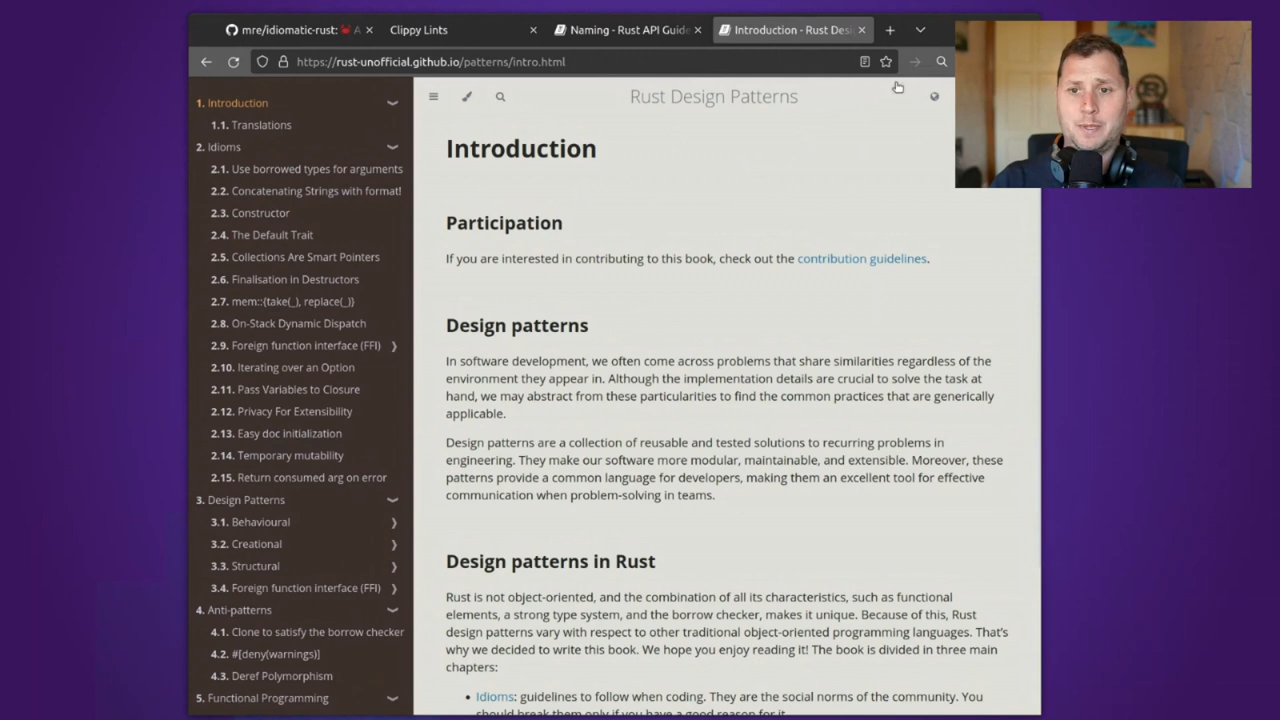 mre/idiomatic-rust: 🦀 A
Clippy Lints
Naming - Rust API Guide
Introduction - Rust Desi
https://rust-unofficial.github.io/patterns/intro.html
1. Introduction
1.1. Translations
2. Idioms
2.1. Use borrowed types for arguments
2.2. Concatenating Strings with format!
2.3. Constructor
2.4. The Default Trait
2.5. Collections Are Smart Pointers
2.6. Finalisation in Destructors
2.7. mem::{take(_), replace(_)}
2.8. On-Stack Dynamic Dispatch
2.9. Foreign function interface (FFI)
2.10. Iterating over an Option
2.11. Pass Variables to Closure
2.12. Privacy For Extensibility
2.13. Easy doc initialization
2.14. Temporary mutability
2.15. Return consumed arg on error
3. Design Patterns
3.1. Behavioural
3.2. Creational
3.3. Structural
3.4. Foreign function interface (FFI)
4. Anti-patterns
4.1. Clone to satisfy the borrow checker
4.2. #[deny(warnings)]
4.3. Deref Polymorphism
5. Functional Programming
Rust Design Patterns
Introduction
Participation
If you are interested in contributing to this book, check out the contribution guidelines.
Design patterns
In software development, we often come across problems that share similarities regardless of the
environment they appear in. Although the implementation details are crucial to solve the task at
hand, we may abstract from these particularities to find the common practices that are generically
applicable.
Design patterns are a collection of reusable and tested solutions to recurring problems in
engineering. They make our software more modular, maintainable, and extensible. Moreover, these
patterns provide a common language for developers, making them an excellent tool for effective
communication when problem-solving in teams.
Design patterns in Rust
Rust is not object-oriented, and the combination of all its characteristics, such as functional
elements, a strong type system, and the borrow checker, makes it unique. Because of this, Rust
design patterns vary with respect to other traditional object-oriented programming languages. That's
why we decided to write this book. We hope you enjoy reading it! The book is divided in three main
chapters:
• Idioms: guidelines to follow when coding. They are the social norms of the community. You
should break them only if you have a good reason for it.